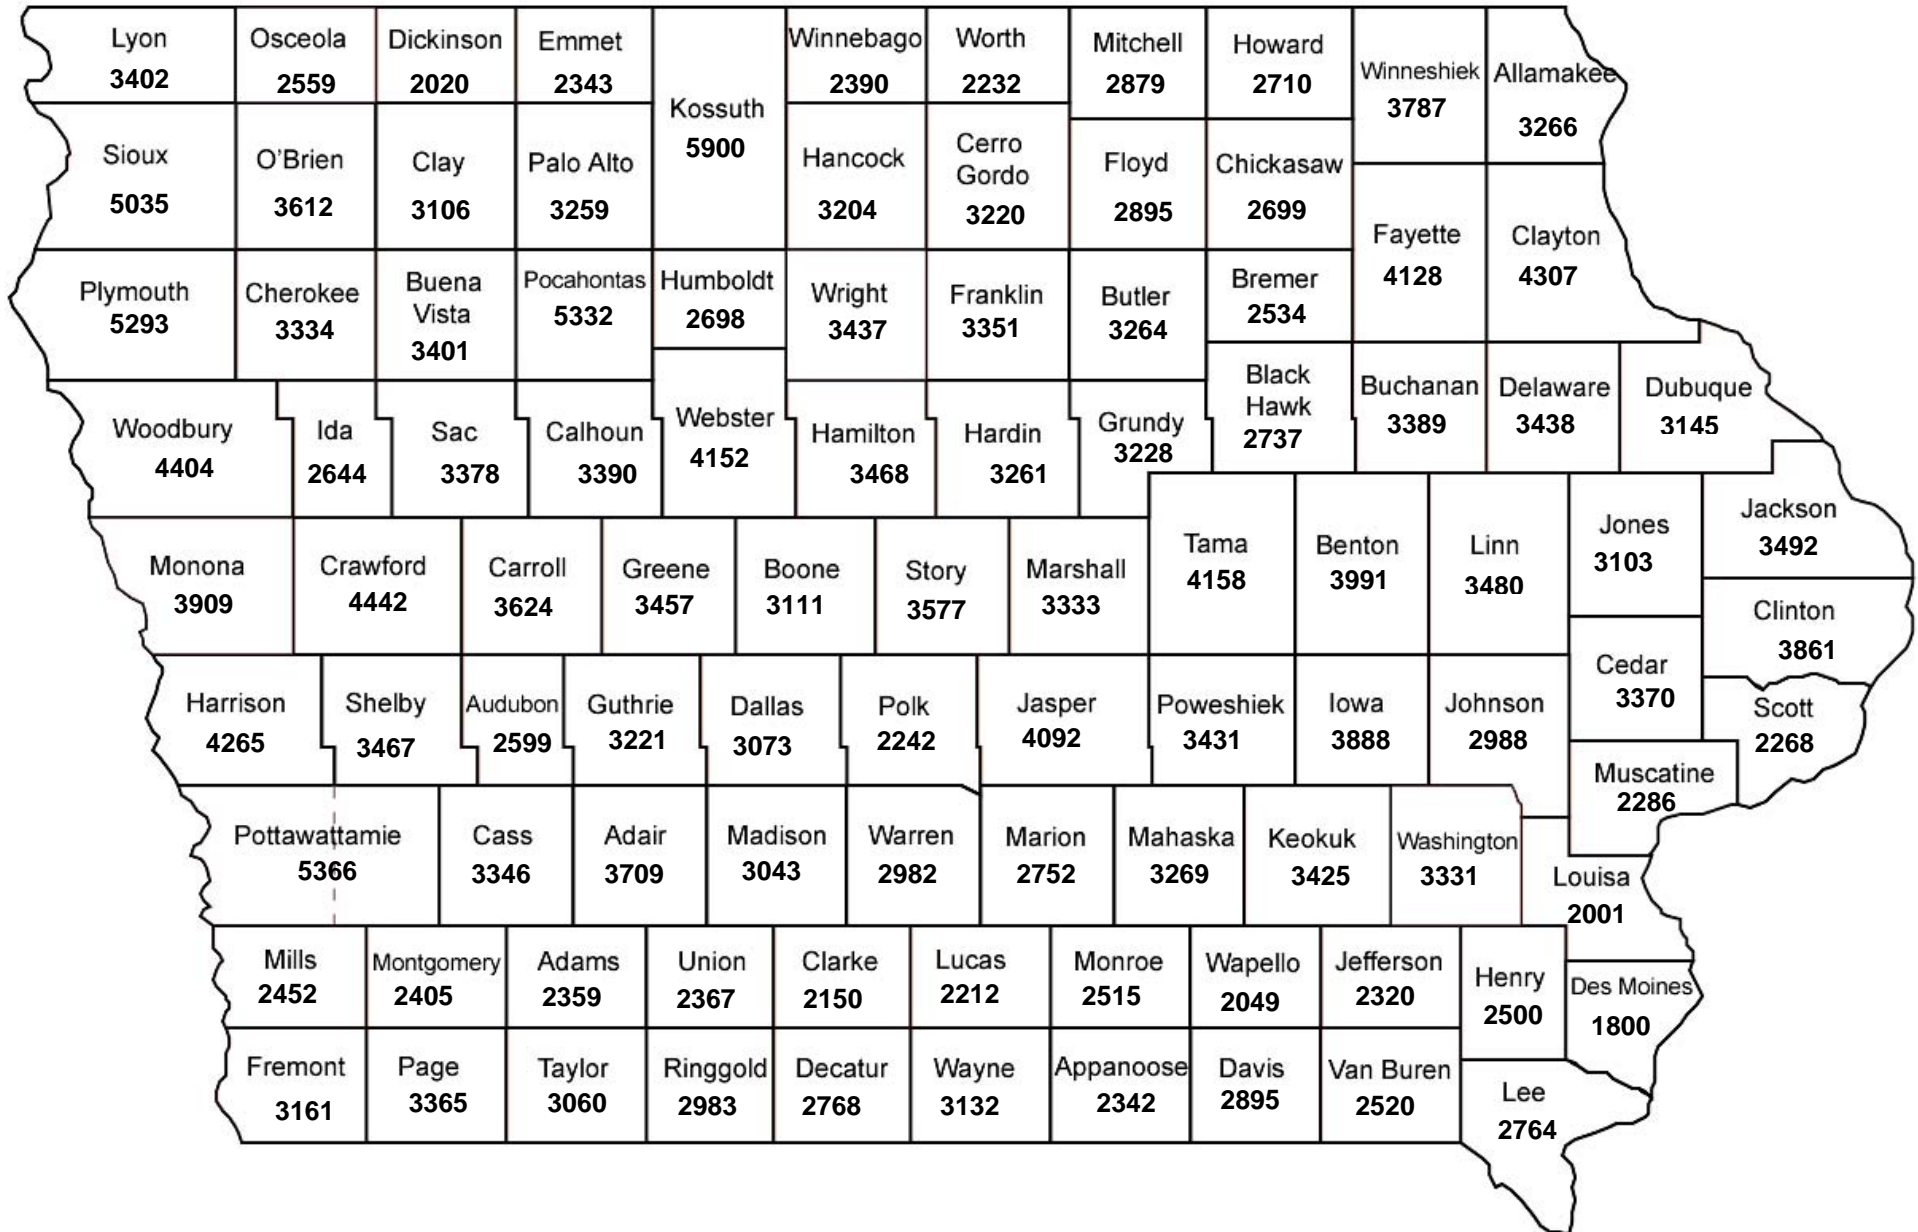 Lyon
3402
Osceola
2559
Dickinson
2020
Emmet
2343
Kossuth
5900
Winnebago
2390
Worth
2232
Mitchell
2879
Howard
2710
Winneshiek
3787
Allamakee
3266
Sioux
5035
O'Brien
3612
Clay
3106
Palo Alto
3259
Hancock
3204
Cerro
Gordo
3220
Floyd
2895
Chickasaw
2699
Fayette
4128
Clayton
4307
Plymouth
5293
Cherokee
3334
Buena
Vista
3401
Pocahontas
5332
Humboldt
2698
Wright
3437
Franklin
3351
Butler
3264
Bremer
2534
Woodbury
4404
Ida
2644
Sac
3378
Calhoun
3390
Webster
4152
Hamilton
3468
Hardin
3261
Grundy
3228
Black
Hawk
2737
Buchanan
3389
Delaware
3438
Dubuque
3145
Monona
3909
Crawford
4442
Carroll
3624
Greene
3457
Boone
3111
Story
3577
Marshall
3333
Tama
4158
Benton
3991
Linn
3480
Jones
3103
Jackson
3492
Clinton
3861
Harrison
4265
Shelby
3467
Audubon
2599
Guthrie
3221
Dallas
3073
Polk
2242
Jasper
4092
Poweshiek
3431
Iowa
3888
Johnson
2988
Cedar
3370
Scott
2268
Muscatine
2286
Pottawattamie
5366
Cass
3346
Adair
3709
Madison
3043
Warren
2982
Marion
2752
Mahaska
3269
Keokuk
3425
Washington
3331
Louisa
2001
Mills
2452
Montgomery
2405
Adams
2359
Union
2367
Clarke
2150
Lucas
2212
Monroe
2515
Wapello
2049
Jefferson
2320
Henry
2500
Des Moines
1800
Fremont
3161
Page
3365
Taylor
3060
Ringgold
2983
Decatur
2768
Wayne
3132
Appanoose
2342
Davis
2895
Van Buren
2520
Lee
2764